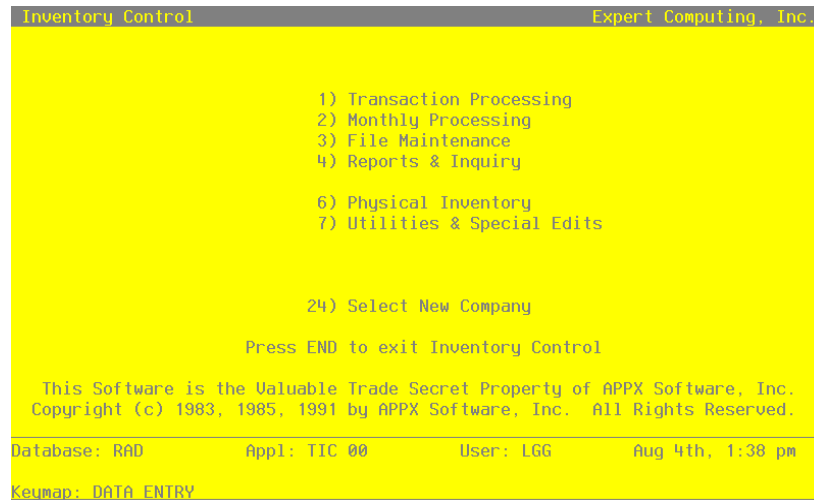 Inventory Control Expert Computing, Inc.
1) Transaction Processing
2) Monthly Processing
3) File Maintenance
4) Reports & Inquiry
6) Physical Inventory
7) Utilities & Special Edits
24) Select New Company
Press END to exit Inventory Control
This Software is the Valuable Trade Secret Property of APPX Software, Inc.
Copyright (c) 1983, 1985, 1991 by APPX Software, Inc. All Rights Reserved.
Database: RAD Appl: TIC 00 User: LGG Aug 4th, 1:38 pm
Keymap: DATA ENTRY